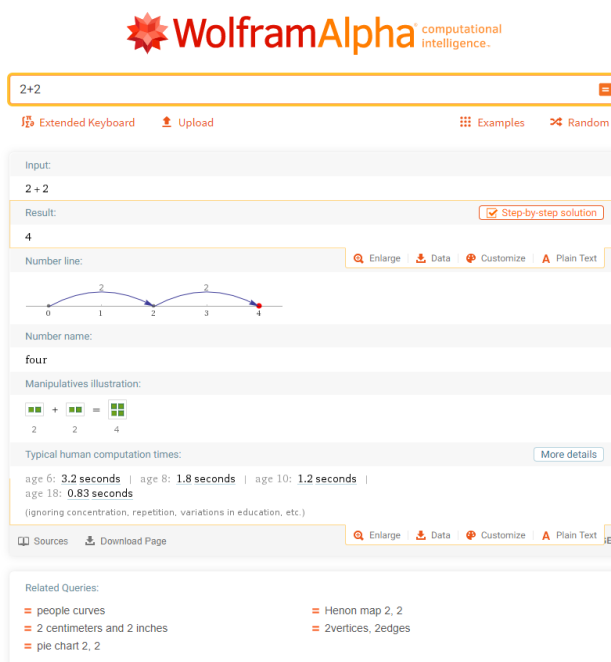 WolframAlpha computational intelligence.
2+2
Extended Keyboard Upload Examples Random
Input:
2 + 2
Result: Step-by-step solution
4
Enlarge Data Customize A Plain Text
Number line:
2 2
0 1 2 3 4
Number name:
four
Manipulatives illustration:
+ =
2 2 4
Typical human computation times: More details
age 6: 3.2 seconds | age 8: 1.8 seconds | age 10: 1.2 seconds |
age 18: 0.83 seconds
(ignoring concentration, repetition, variations in education, etc.)
Enlarge Data Customize A Plain Text
Sources Download Page
Related Queries:
= people curves = Henon map 2, 2
= 2 centimeters and 2 inches = 2vertices, 2edges
= pie chart 2, 2